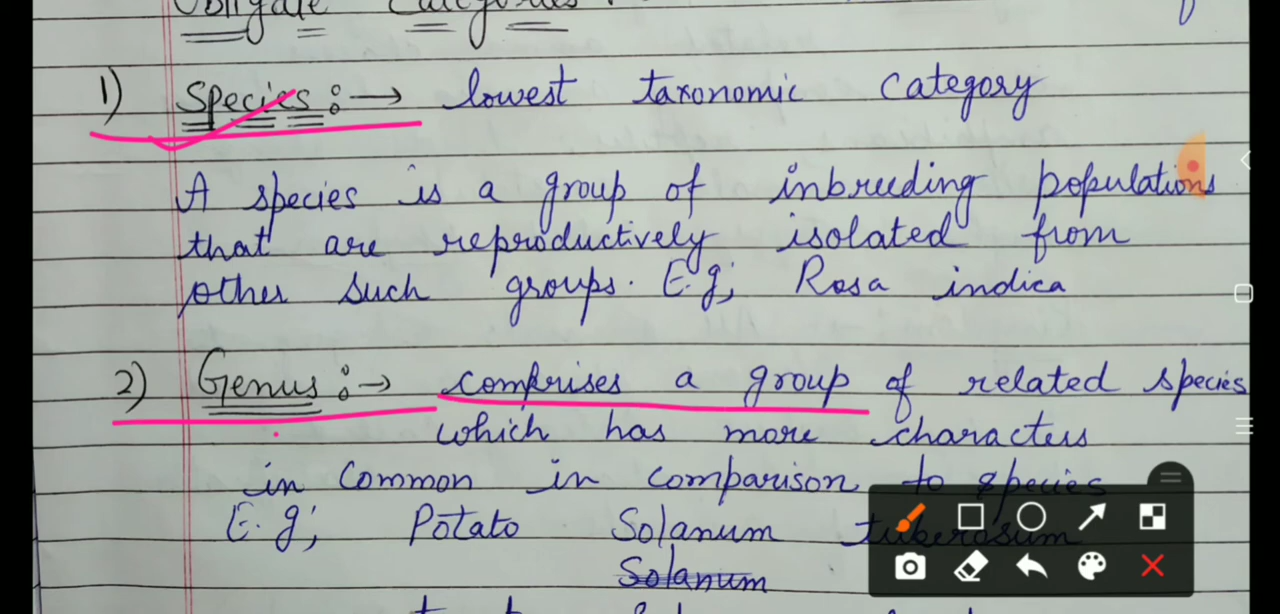 Obligate Categories
1) Species :→ lowest taxonomic category
A species is a group of inbreeding populations
that are reproductively isolated from
other such groups. E.g; Rosa indica
2) Genus :→ comprises a group of related species
which has more characters
in common in comparison to species
E.g; Potato Solanum tuberosum
Solanum